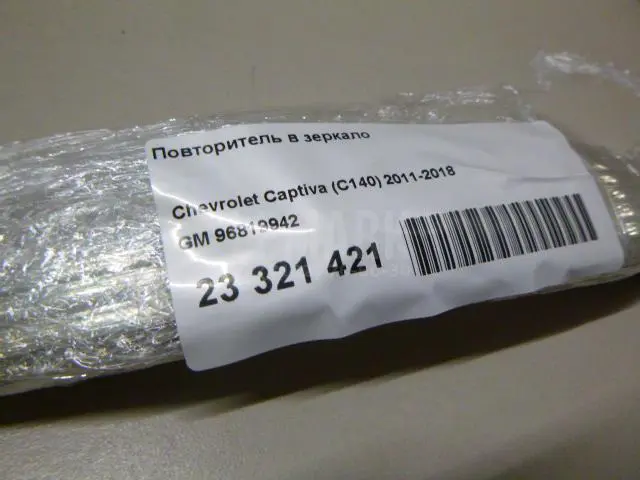 Повторитель в зеркало
Chevrolet Captiva (C140) 2011-2018
GM 96819942
23 321 421